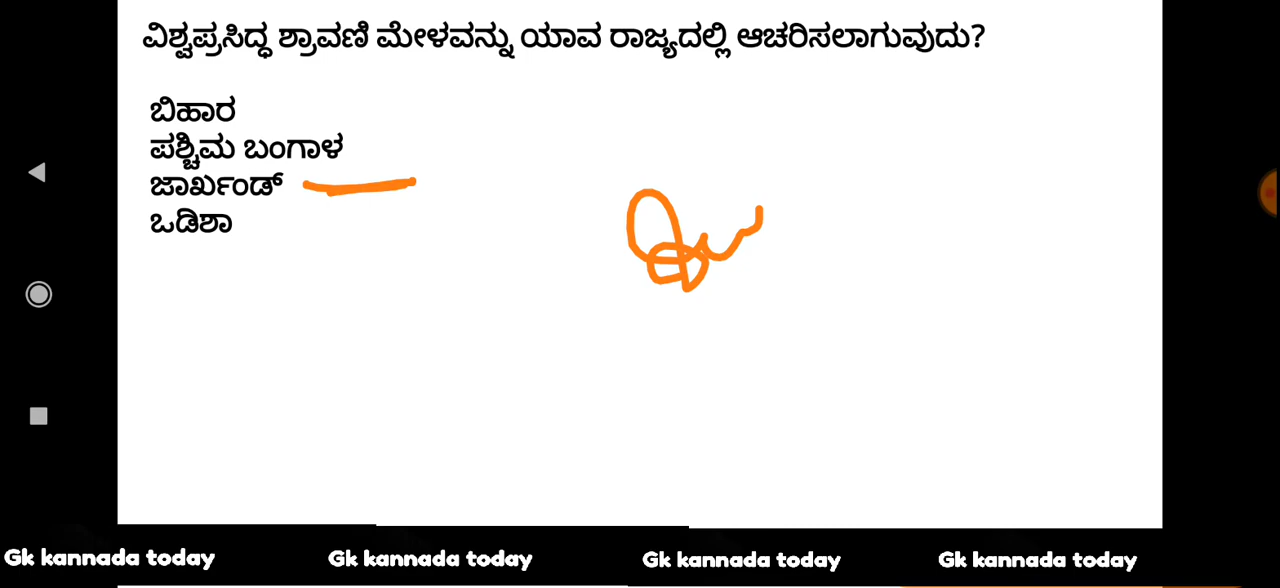 ವಿಶ್ವಪ್ರಸಿದ್ಧ ಶ್ರಾವಣಿ ಮೇಳವನ್ನು ಯಾವ ರಾಜ್ಯದಲ್ಲಿ ಆಚರಿಸಲಾಗುವುದು?
ಬಿಹಾರ
ಪಶ್ಚಿಮ ಬಂಗಾಳ
ಜಾರ್ಖಂಡ್
ಒಡಿಶಾ
Gk kannada today Gk kannada today Gk kannada today Gk kannada today